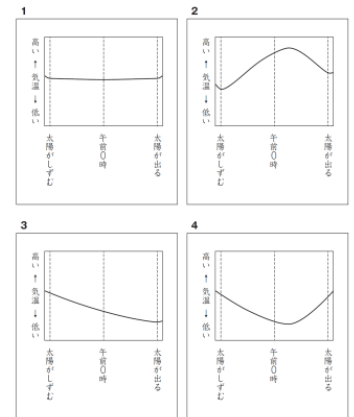 1
高い↑気温↓低い
太陽がしずむ
午前0時
太陽が出る
2
高い↑気温↓低い
太陽がしずむ
午前0時
太陽が出る
3
高い↑気温↓低い
太陽がしずむ
午前0時
太陽が出る
4
高い↑気温↓低い
太陽がしずむ
午前0時
太陽が出る